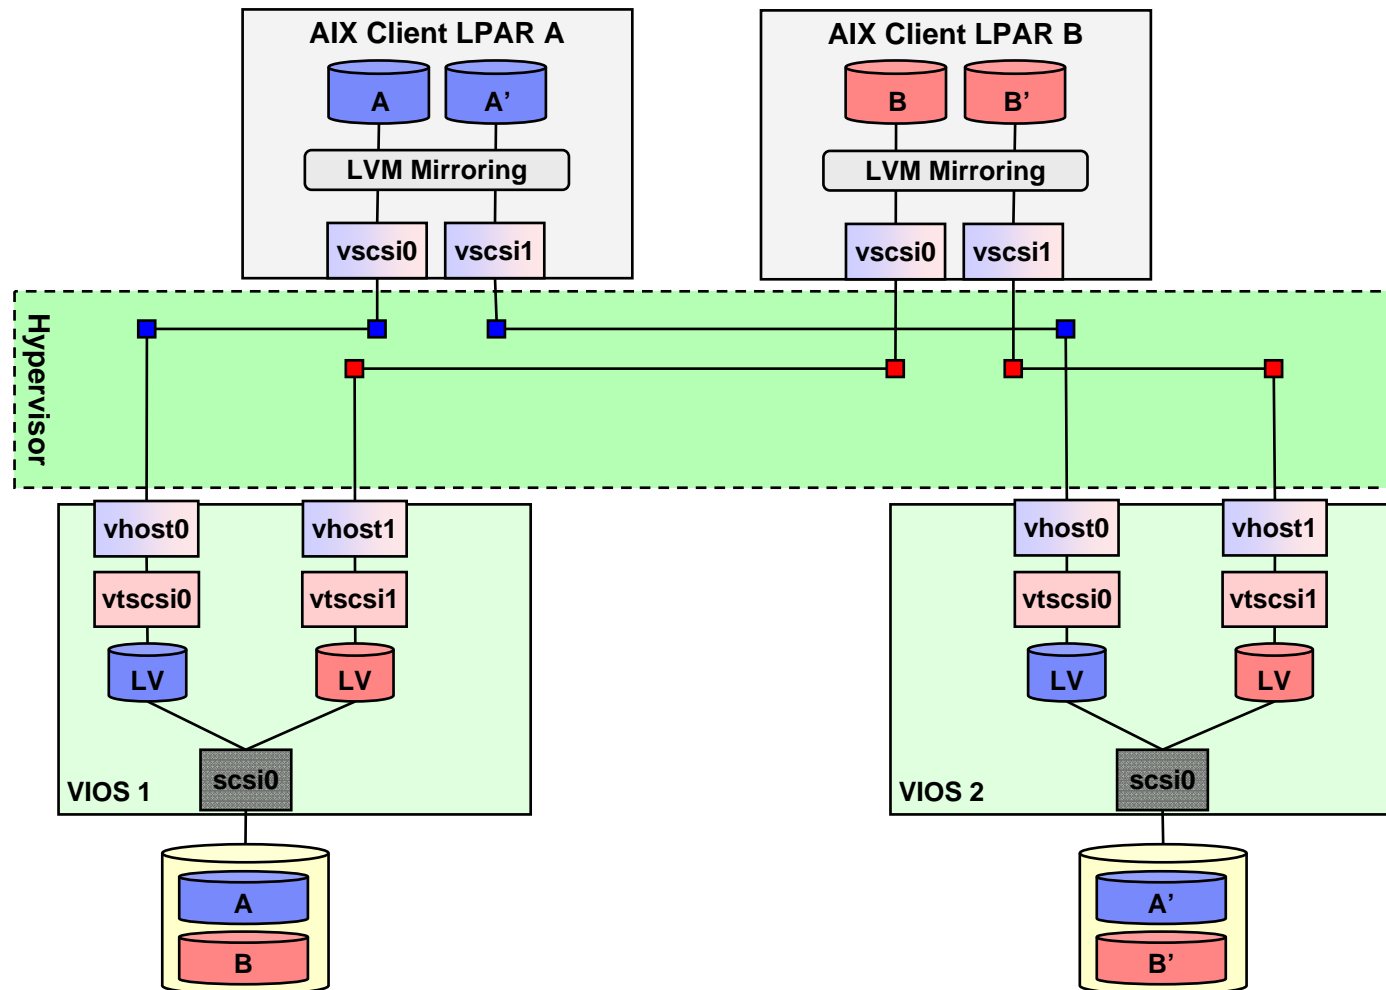 AIX Client LPAR A
AIX Client LPAR B
A
A’
B
B’
LVM Mirroring
LVM Mirroring
vscsi0
vscsi1
vscsi0
vscsi1
Hypervisor
vhost0
vhost1
vhost0
vhost1
vtscsi0
vtscsi1
vtscsi0
vtscsi1
LV
LV
LV
LV
scsi0
scsi0
VIOS 1
VIOS 2
A
A’
B
B’